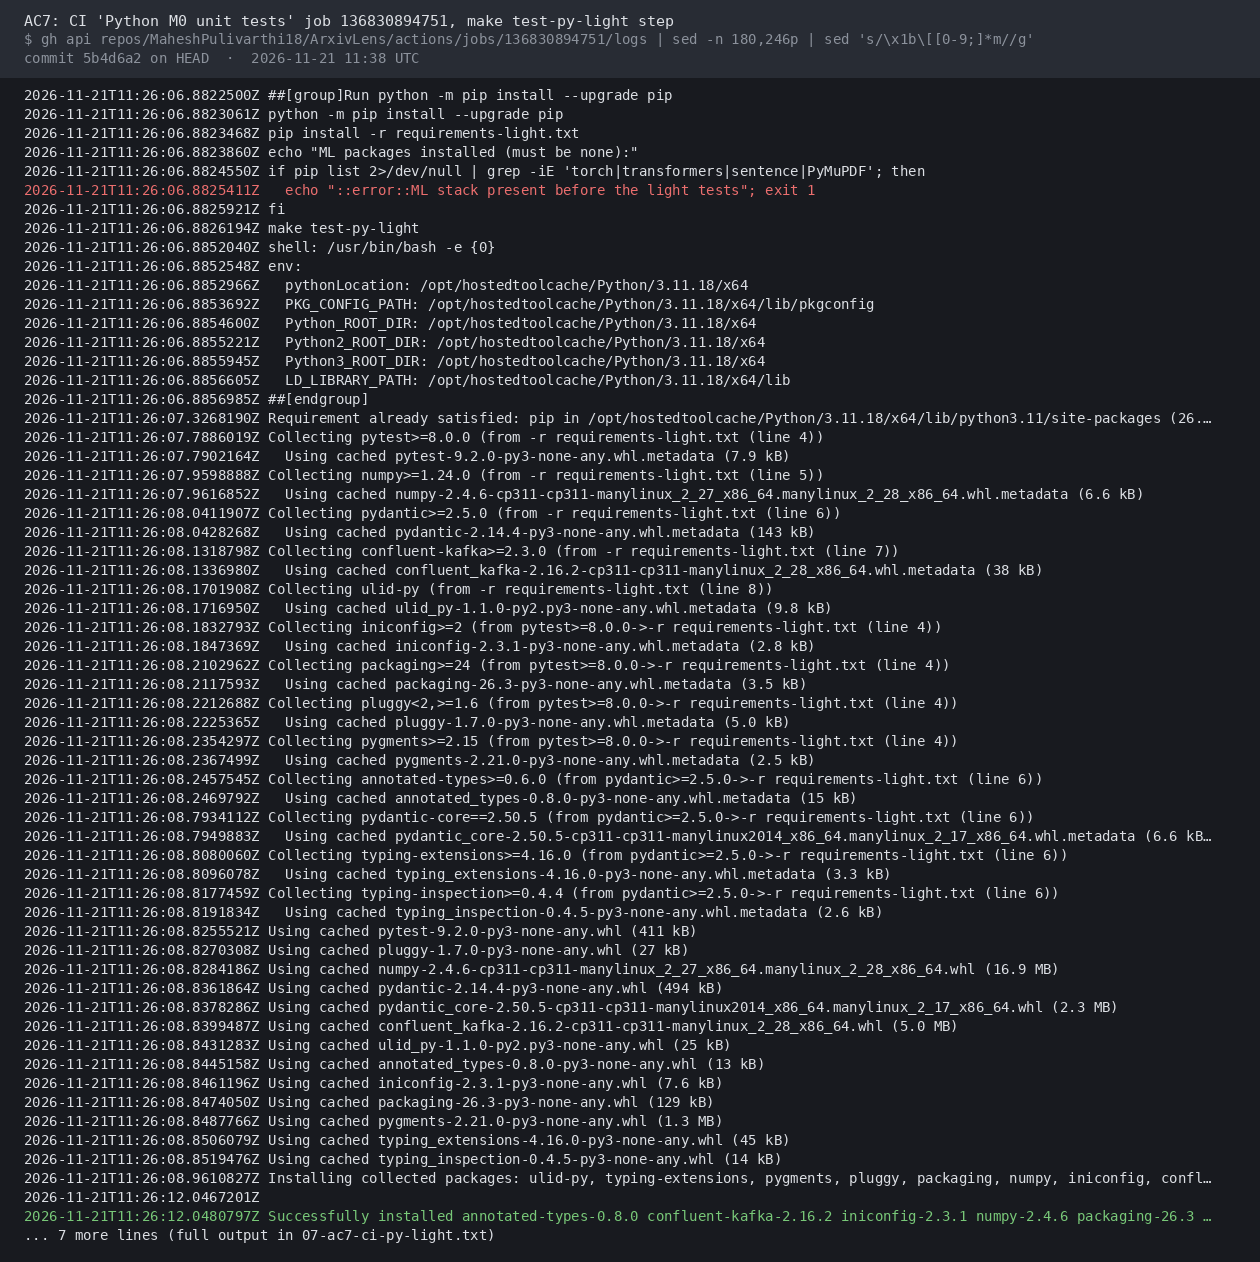 AC7: CI 'Python M0 unit tests' job 136830894751, make test-py-light step
$ gh api repos/MaheshPulivarthi18/ArxivLens/actions/jobs/136830894751/logs | sed -n 180,246p | sed 's/\x1b\[[0-9;]*m//g'
commit 5b4d6a2 on HEAD  ·  2026-11-21 11:38 UTC
2026-11-21T11:26:06.8822500Z ##[group]Run python -m pip install --upgrade pip
2026-11-21T11:26:06.8823061Z python -m pip install --upgrade pip
2026-11-21T11:26:06.8823468Z pip install -r requirements-light.txt
2026-11-21T11:26:06.8823860Z echo "ML packages installed (must be none):"
2026-11-21T11:26:06.8824550Z if pip list 2>/dev/null | grep -iE 'torch|transformers|sentence|PyMuPDF'; then
2026-11-21T11:26:06.8825411Z   echo "::error::ML stack present before the light tests"; exit 1
2026-11-21T11:26:06.8825921Z fi
2026-11-21T11:26:06.8826194Z make test-py-light
2026-11-21T11:26:06.8852040Z shell: /usr/bin/bash -e {0}
2026-11-21T11:26:06.8852548Z env:
2026-11-21T11:26:06.8852966Z   pythonLocation: /opt/hostedtoolcache/Python/3.11.18/x64
2026-11-21T11:26:06.8853692Z   PKG_CONFIG_PATH: /opt/hostedtoolcache/Python/3.11.18/x64/lib/pkgconfig
2026-11-21T11:26:06.8854600Z   Python_ROOT_DIR: /opt/hostedtoolcache/Python/3.11.18/x64
2026-11-21T11:26:06.8855221Z   Python2_ROOT_DIR: /opt/hostedtoolcache/Python/3.11.18/x64
2026-11-21T11:26:06.8855945Z   Python3_ROOT_DIR: /opt/hostedtoolcache/Python/3.11.18/x64
2026-11-21T11:26:06.8856605Z   LD_LIBRARY_PATH: /opt/hostedtoolcache/Python/3.11.18/x64/lib
2026-11-21T11:26:06.8856985Z ##[endgroup]
2026-11-21T11:26:07.3268190Z Requirement already satisfied: pip in /opt/hostedtoolcache/Python/3.11.18/x64/lib/python3.11/site-packages (26.…
2026-11-21T11:26:07.7886019Z Collecting pytest>=8.0.0 (from -r requirements-light.txt (line 4))
2026-11-21T11:26:07.7902164Z   Using cached pytest-9.2.0-py3-none-any.whl.metadata (7.9 kB)
2026-11-21T11:26:07.9598888Z Collecting numpy>=1.24.0 (from -r requirements-light.txt (line 5))
2026-11-21T11:26:07.9616852Z   Using cached numpy-2.4.6-cp311-cp311-manylinux_2_27_x86_64.manylinux_2_28_x86_64.whl.metadata (6.6 kB)
2026-11-21T11:26:08.0411907Z Collecting pydantic>=2.5.0 (from -r requirements-light.txt (line 6))
2026-11-21T11:26:08.0428268Z   Using cached pydantic-2.14.4-py3-none-any.whl.metadata (143 kB)
2026-11-21T11:26:08.1318798Z Collecting confluent-kafka>=2.3.0 (from -r requirements-light.txt (line 7))
2026-11-21T11:26:08.1336980Z   Using cached confluent_kafka-2.16.2-cp311-cp311-manylinux_2_28_x86_64.whl.metadata (38 kB)
2026-11-21T11:26:08.1701908Z Collecting ulid-py (from -r requirements-light.txt (line 8))
2026-11-21T11:26:08.1716950Z   Using cached ulid_py-1.1.0-py2.py3-none-any.whl.metadata (9.8 kB)
2026-11-21T11:26:08.1832793Z Collecting iniconfig>=2 (from pytest>=8.0.0->-r requirements-light.txt (line 4))
2026-11-21T11:26:08.1847369Z   Using cached iniconfig-2.3.1-py3-none-any.whl.metadata (2.8 kB)
2026-11-21T11:26:08.2102962Z Collecting packaging>=24 (from pytest>=8.0.0->-r requirements-light.txt (line 4))
2026-11-21T11:26:08.2117593Z   Using cached packaging-26.3-py3-none-any.whl.metadata (3.5 kB)
2026-11-21T11:26:08.2212688Z Collecting pluggy<2,>=1.6 (from pytest>=8.0.0->-r requirements-light.txt (line 4))
2026-11-21T11:26:08.2225365Z   Using cached pluggy-1.7.0-py3-none-any.whl.metadata (5.0 kB)
2026-11-21T11:26:08.2354297Z Collecting pygments>=2.15 (from pytest>=8.0.0->-r requirements-light.txt (line 4))
2026-11-21T11:26:08.2367499Z   Using cached pygments-2.21.0-py3-none-any.whl.metadata (2.5 kB)
2026-11-21T11:26:08.2457545Z Collecting annotated-types>=0.6.0 (from pydantic>=2.5.0->-r requirements-light.txt (line 6))
2026-11-21T11:26:08.2469792Z   Using cached annotated_types-0.8.0-py3-none-any.whl.metadata (15 kB)
2026-11-21T11:26:08.7934112Z Collecting pydantic-core==2.50.5 (from pydantic>=2.5.0->-r requirements-light.txt (line 6))
2026-11-21T11:26:08.7949883Z   Using cached pydantic_core-2.50.5-cp311-cp311-manylinux2014_x86_64.manylinux_2_17_x86_64.whl.metadata (6.6 kB…
2026-11-21T11:26:08.8080060Z Collecting typing-extensions>=4.16.0 (from pydantic>=2.5.0->-r requirements-light.txt (line 6))
2026-11-21T11:26:08.8096078Z   Using cached typing_extensions-4.16.0-py3-none-any.whl.metadata (3.3 kB)
2026-11-21T11:26:08.8177459Z Collecting typing-inspection>=0.4.4 (from pydantic>=2.5.0->-r requirements-light.txt (line 6))
2026-11-21T11:26:08.8191834Z   Using cached typing_inspection-0.4.5-py3-none-any.whl.metadata (2.6 kB)
2026-11-21T11:26:08.8255521Z Using cached pytest-9.2.0-py3-none-any.whl (411 kB)
2026-11-21T11:26:08.8270308Z Using cached pluggy-1.7.0-py3-none-any.whl (27 kB)
2026-11-21T11:26:08.8284186Z Using cached numpy-2.4.6-cp311-cp311-manylinux_2_27_x86_64.manylinux_2_28_x86_64.whl (16.9 MB)
2026-11-21T11:26:08.8361864Z Using cached pydantic-2.14.4-py3-none-any.whl (494 kB)
2026-11-21T11:26:08.8378286Z Using cached pydantic_core-2.50.5-cp311-cp311-manylinux2014_x86_64.manylinux_2_17_x86_64.whl (2.3 MB)
2026-11-21T11:26:08.8399487Z Using cached confluent_kafka-2.16.2-cp311-cp311-manylinux_2_28_x86_64.whl (5.0 MB)
2026-11-21T11:26:08.8431283Z Using cached ulid_py-1.1.0-py2.py3-none-any.whl (25 kB)
2026-11-21T11:26:08.8445158Z Using cached annotated_types-0.8.0-py3-none-any.whl (13 kB)
2026-11-21T11:26:08.8461196Z Using cached iniconfig-2.3.1-py3-none-any.whl (7.6 kB)
2026-11-21T11:26:08.8474050Z Using cached packaging-26.3-py3-none-any.whl (129 kB)
2026-11-21T11:26:08.8487766Z Using cached pygments-2.21.0-py3-none-any.whl (1.3 MB)
2026-11-21T11:26:08.8506079Z Using cached typing_extensions-4.16.0-py3-none-any.whl (45 kB)
2026-11-21T11:26:08.8519476Z Using cached typing_inspection-0.4.5-py3-none-any.whl (14 kB)
2026-11-21T11:26:08.9610827Z Installing collected packages: ulid-py, typing-extensions, pygments, pluggy, packaging, numpy, iniconfig, confl…
2026-11-21T11:26:12.0467201Z
2026-11-21T11:26:12.0480797Z Successfully installed annotated-types-0.8.0 confluent-kafka-2.16.2 iniconfig-2.3.1 numpy-2.4.6 packaging-26.3 …
... 7 more lines (full output in 07-ac7-ci-py-light.txt)